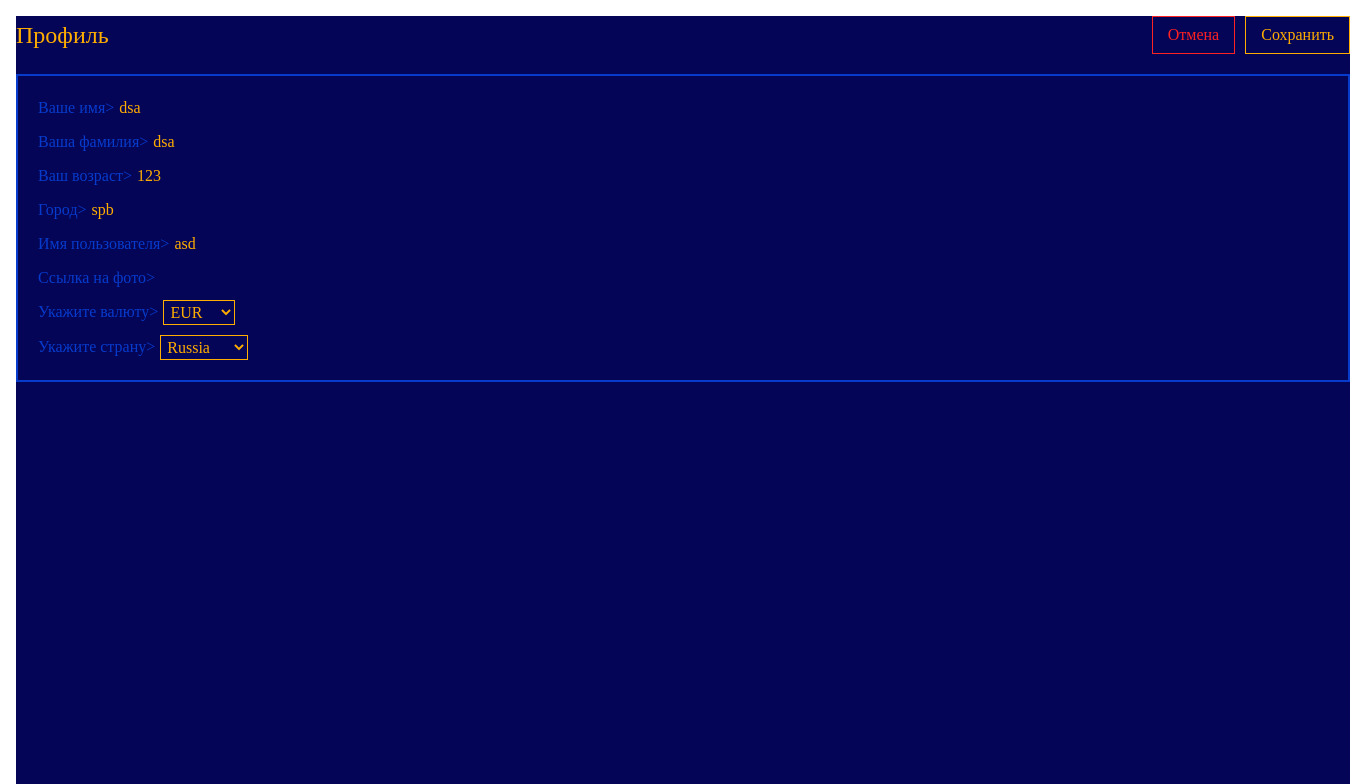 Профиль
Отмена
Сохранить
Ваше имя> dsa
Ваша фамилия> dsa
Ваш возраст> 123
Город> spb
Имя пользователя> asd
Ссылка на фото>
Укажите валюту> EUR
Укажите страну> Russia